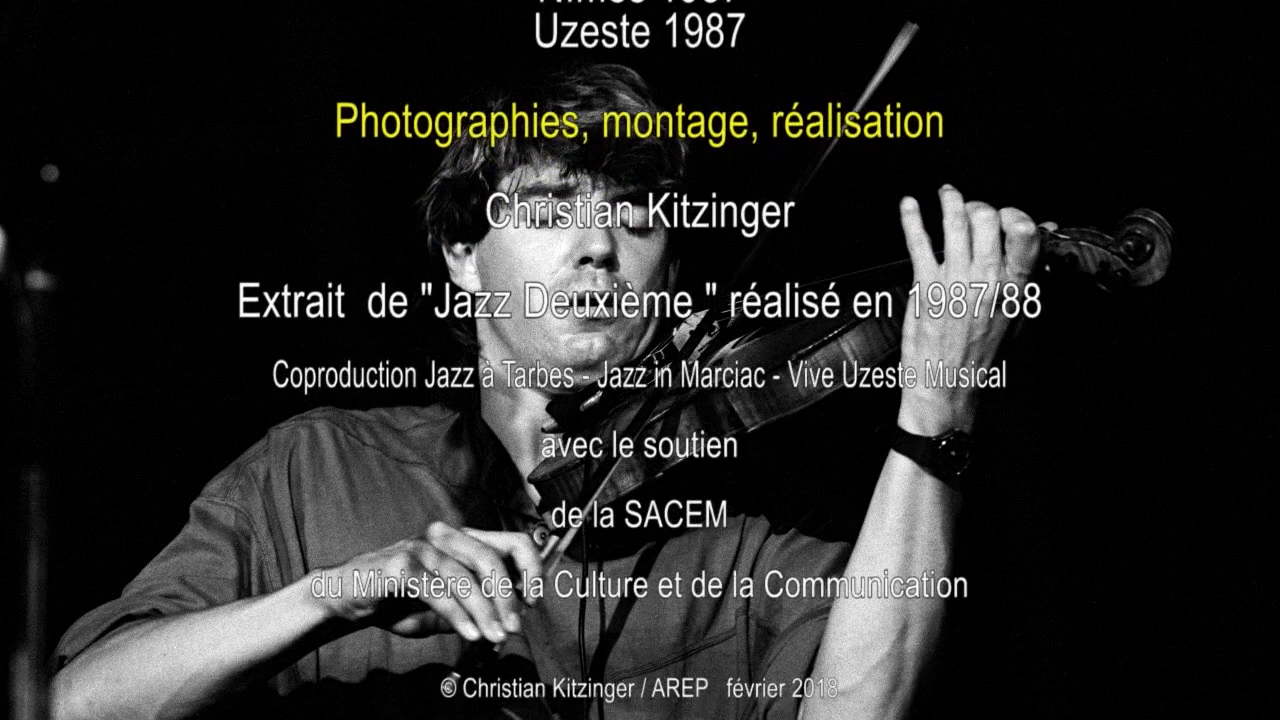 Uzeste 1987
Photographies, montage, réalisation
Christian Kitzinger
Extrait  de "Jazz Deuxième " réalisé en 1987/88
Coproduction Jazz à Tarbes - Jazz in Marciac - Vive Uzeste Musical
avec le soutien
de la SACEM
du Ministère de la Culture et de la Communication
© Christian Kitzinger / AREP   février 2018